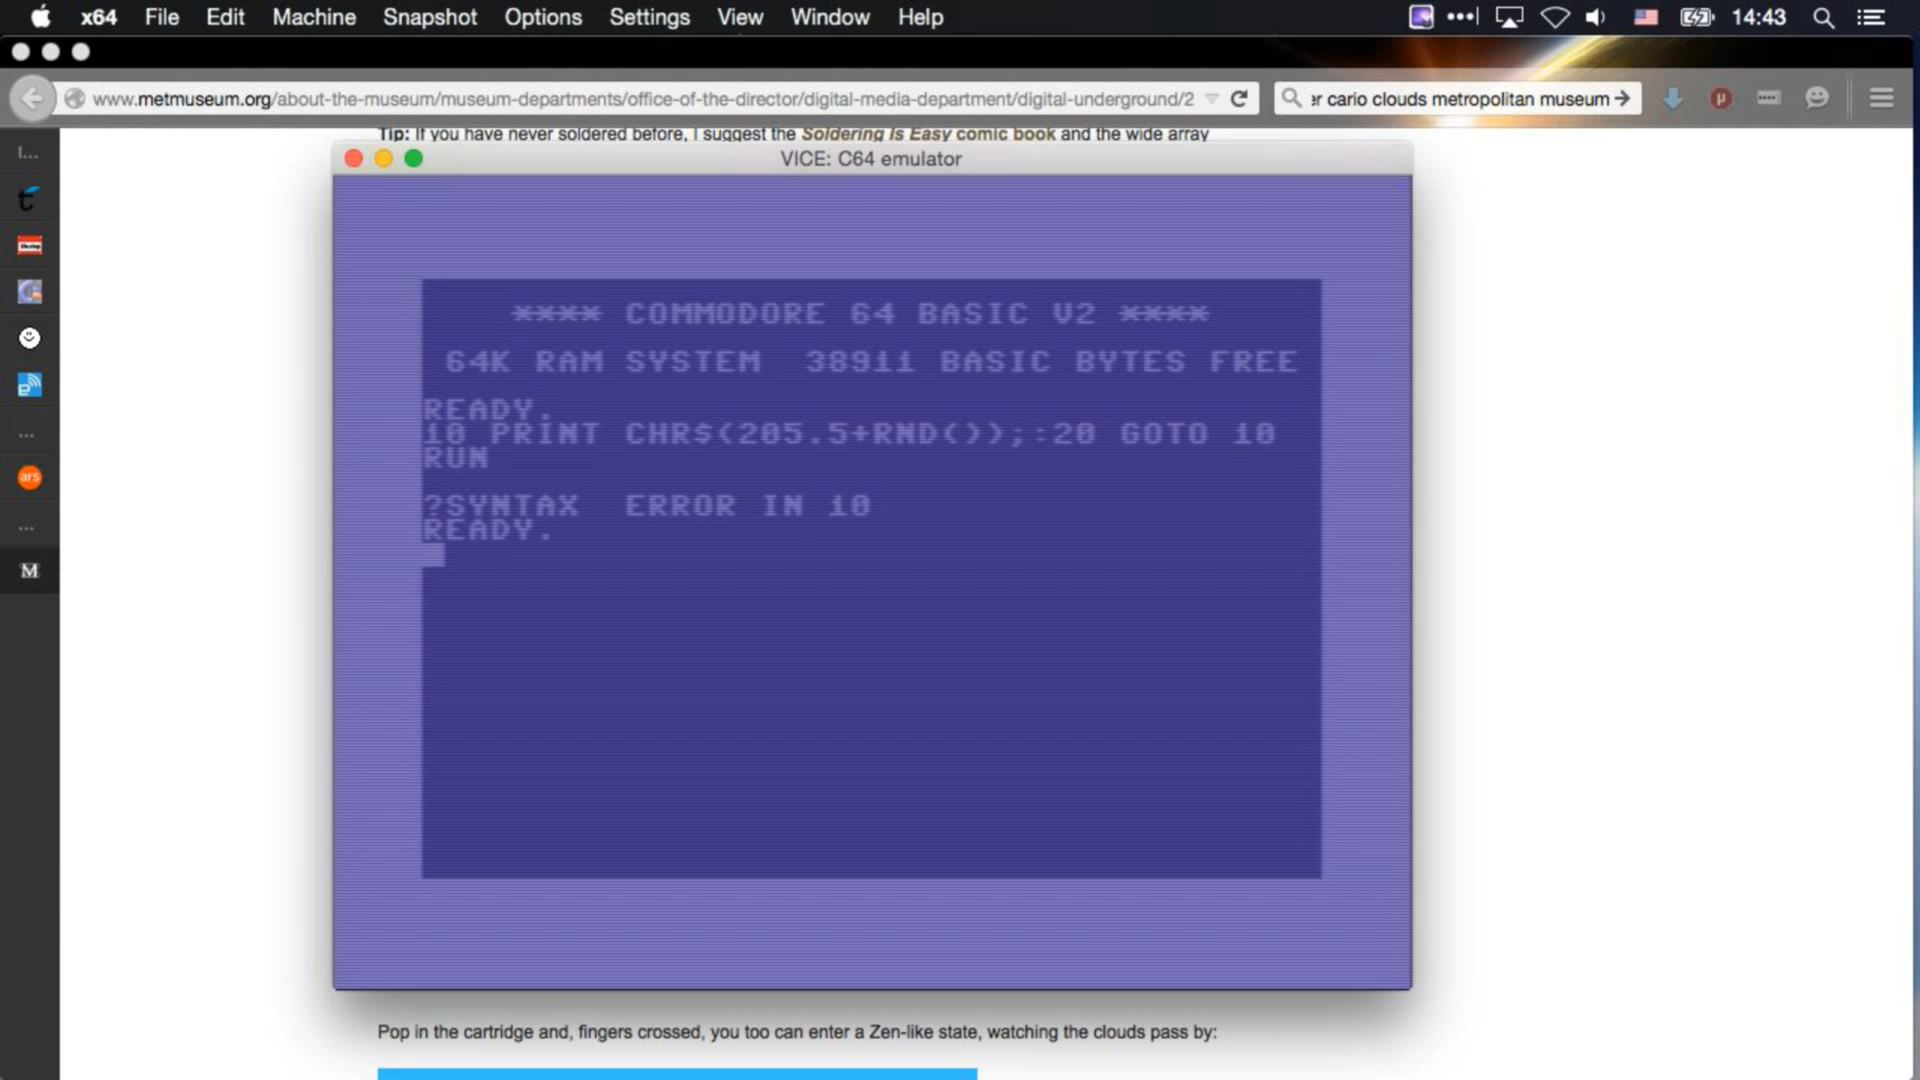 x64 File Edit Machine Snapshot Options Settings View Window Help 14:43
www.metmuseum.org/about-the-museum/museum-departments/office-of-the-director/digital-media-department/digital-underground/2
er cario clouds metropolitan museum
Tip: If you have never soldered before, I suggest the Soldering Is Easy comic book and the wide array
VICE: C64 emulator
**** COMMODORE 64 BASIC V2 ****
64K RAM SYSTEM 38911 BASIC BYTES FREE
READY.
10 PRINT CHR$(205.5+RND());:20 GOTO 10
RUN
?SYNTAX ERROR IN 10
READY.
I...
t
e
...
ars
...
M
Pop in the cartridge and, fingers crossed, you too can enter a Zen-like state, watching the clouds pass by: